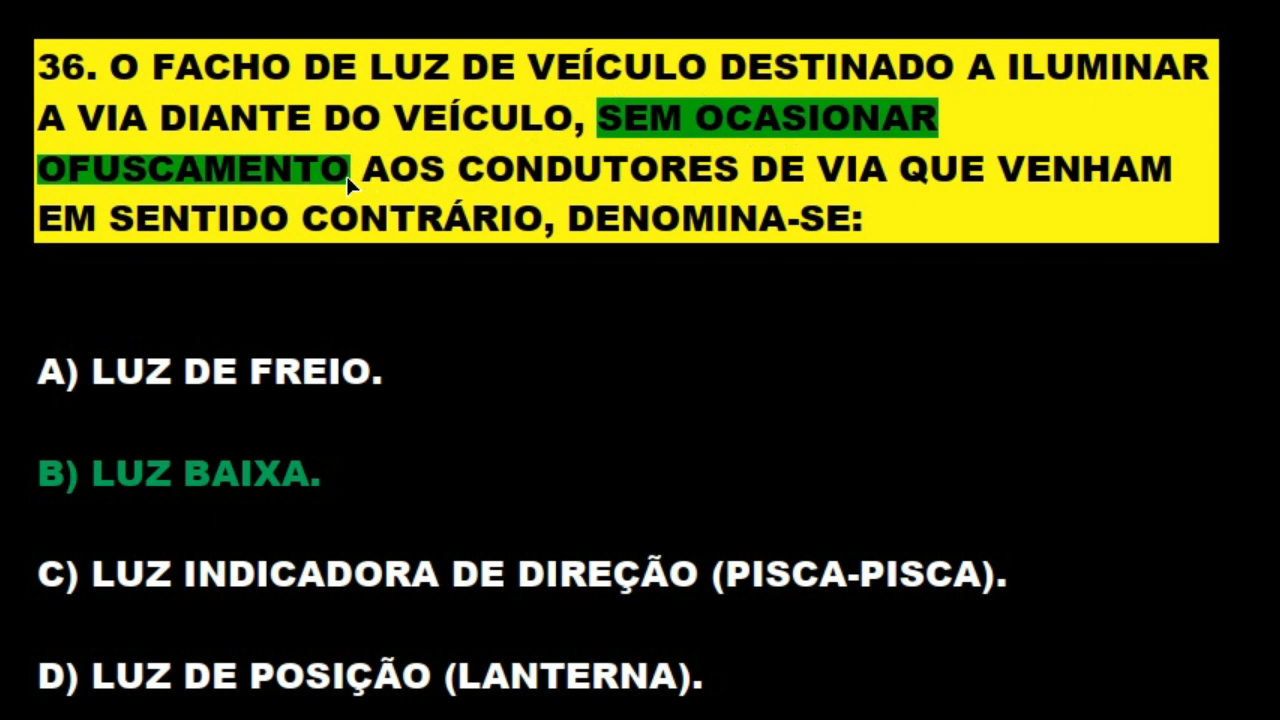 36. O FACHO DE LUZ DE VEÍCULO DESTINADO A ILUMINAR
A VIA DIANTE DO VEÍCULO, SEM OCASIONAR
OFUSCAMENTO AOS CONDUTORES DE VIA QUE VENHAM
EM SENTIDO CONTRÁRIO, DENOMINA-SE:
A) LUZ DE FREIO.
B) LUZ BAIXA.
C) LUZ INDICADORA DE DIREÇÃO (PISCA-PISCA).
D) LUZ DE POSIÇÃO (LANTERNA).